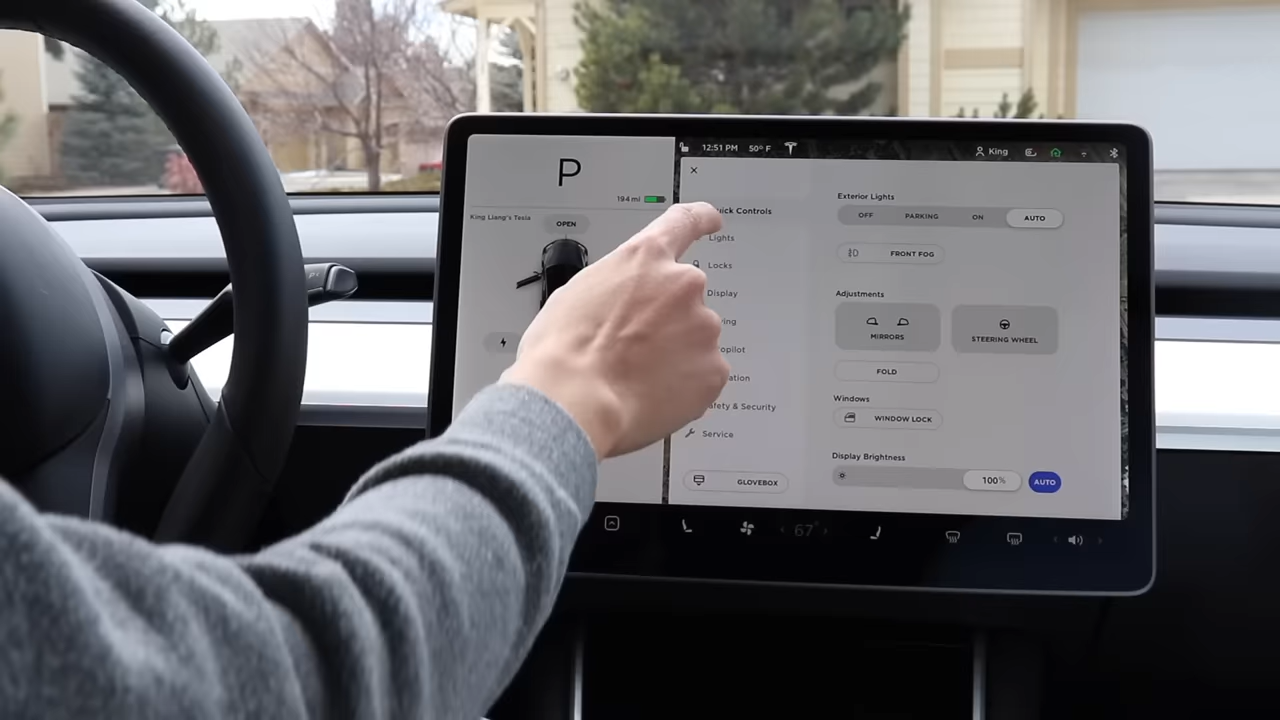 P
194 mi
King Liang's Tesla
OPEN
12:51 PM 50° F
King
Controls
Lights
Locks
Display
Safety & Security
Service
GLOVEBOX
Exterior Lights
OFF PARKING ON AUTO
FRONT FOG
Adjustments
MIRRORS
STEERING WHEEL
FOLD
Windows
WINDOW LOCK
Display Brightness
100%
AUTO
67°